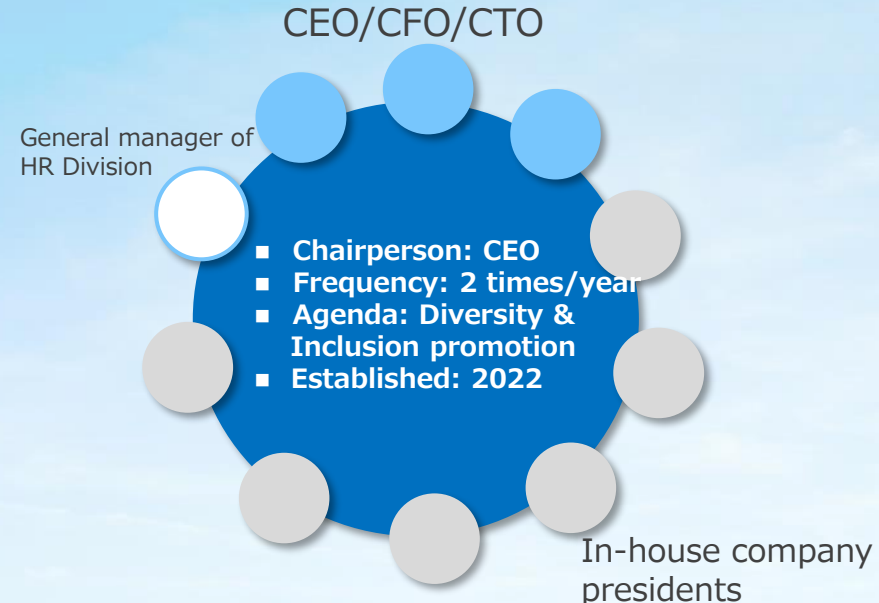 CEO/CFO/CTO
General manager of
HR Division
■ Chairperson: CEO
■ Frequency: 2 times/year
■ Agenda: Diversity &
Inclusion promotion
■ Established: 2022
In-house company
presidents